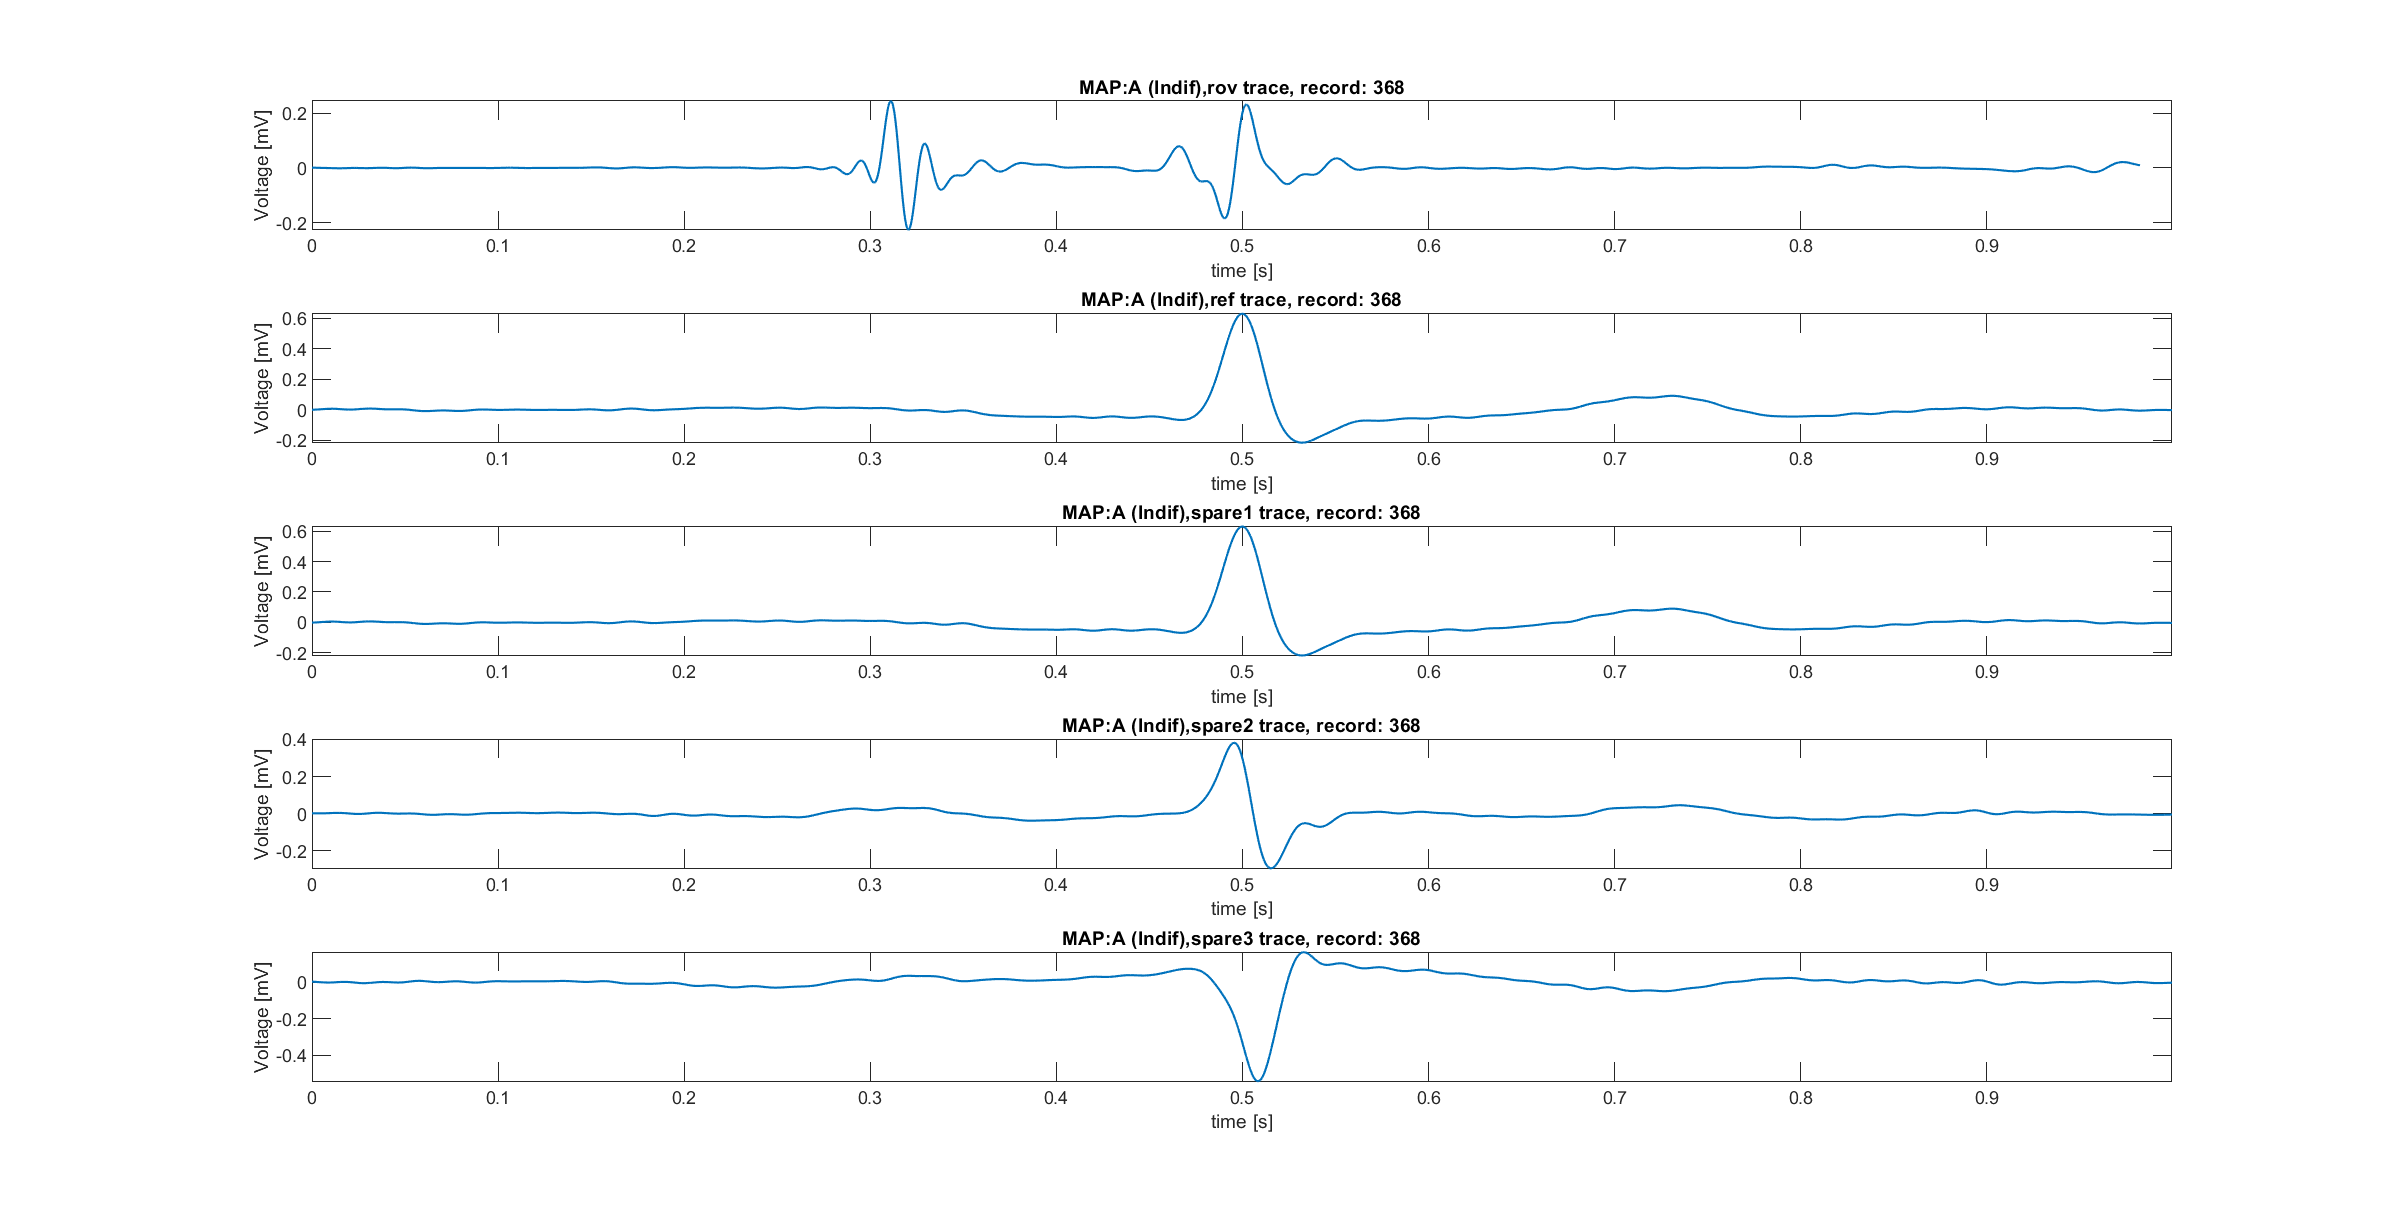 MAP:A (Indif),rov trace, record: 368
Voltage [mV]
0.2
0
-0.2
0 0.1 0.2 0.3 0.4 0.5 0.6 0.7 0.8 0.9
time [s]
MAP:A (Indif),ref trace, record: 368
Voltage [mV]
0.6
0.4
0.2
0
-0.2
0 0.1 0.2 0.3 0.4 0.5 0.6 0.7 0.8 0.9
time [s]
MAP:A (Indif),spare1 trace, record: 368
Voltage [mV]
0.6
0.4
0.2
0
-0.2
0 0.1 0.2 0.3 0.4 0.5 0.6 0.7 0.8 0.9
time [s]
MAP:A (Indif),spare2 trace, record: 368
Voltage [mV]
0.4
0.2
0
-0.2
0 0.1 0.2 0.3 0.4 0.5 0.6 0.7 0.8 0.9
time [s]
MAP:A (Indif),spare3 trace, record: 368
Voltage [mV]
0
-0.2
-0.4
0 0.1 0.2 0.3 0.4 0.5 0.6 0.7 0.8 0.9
time [s]